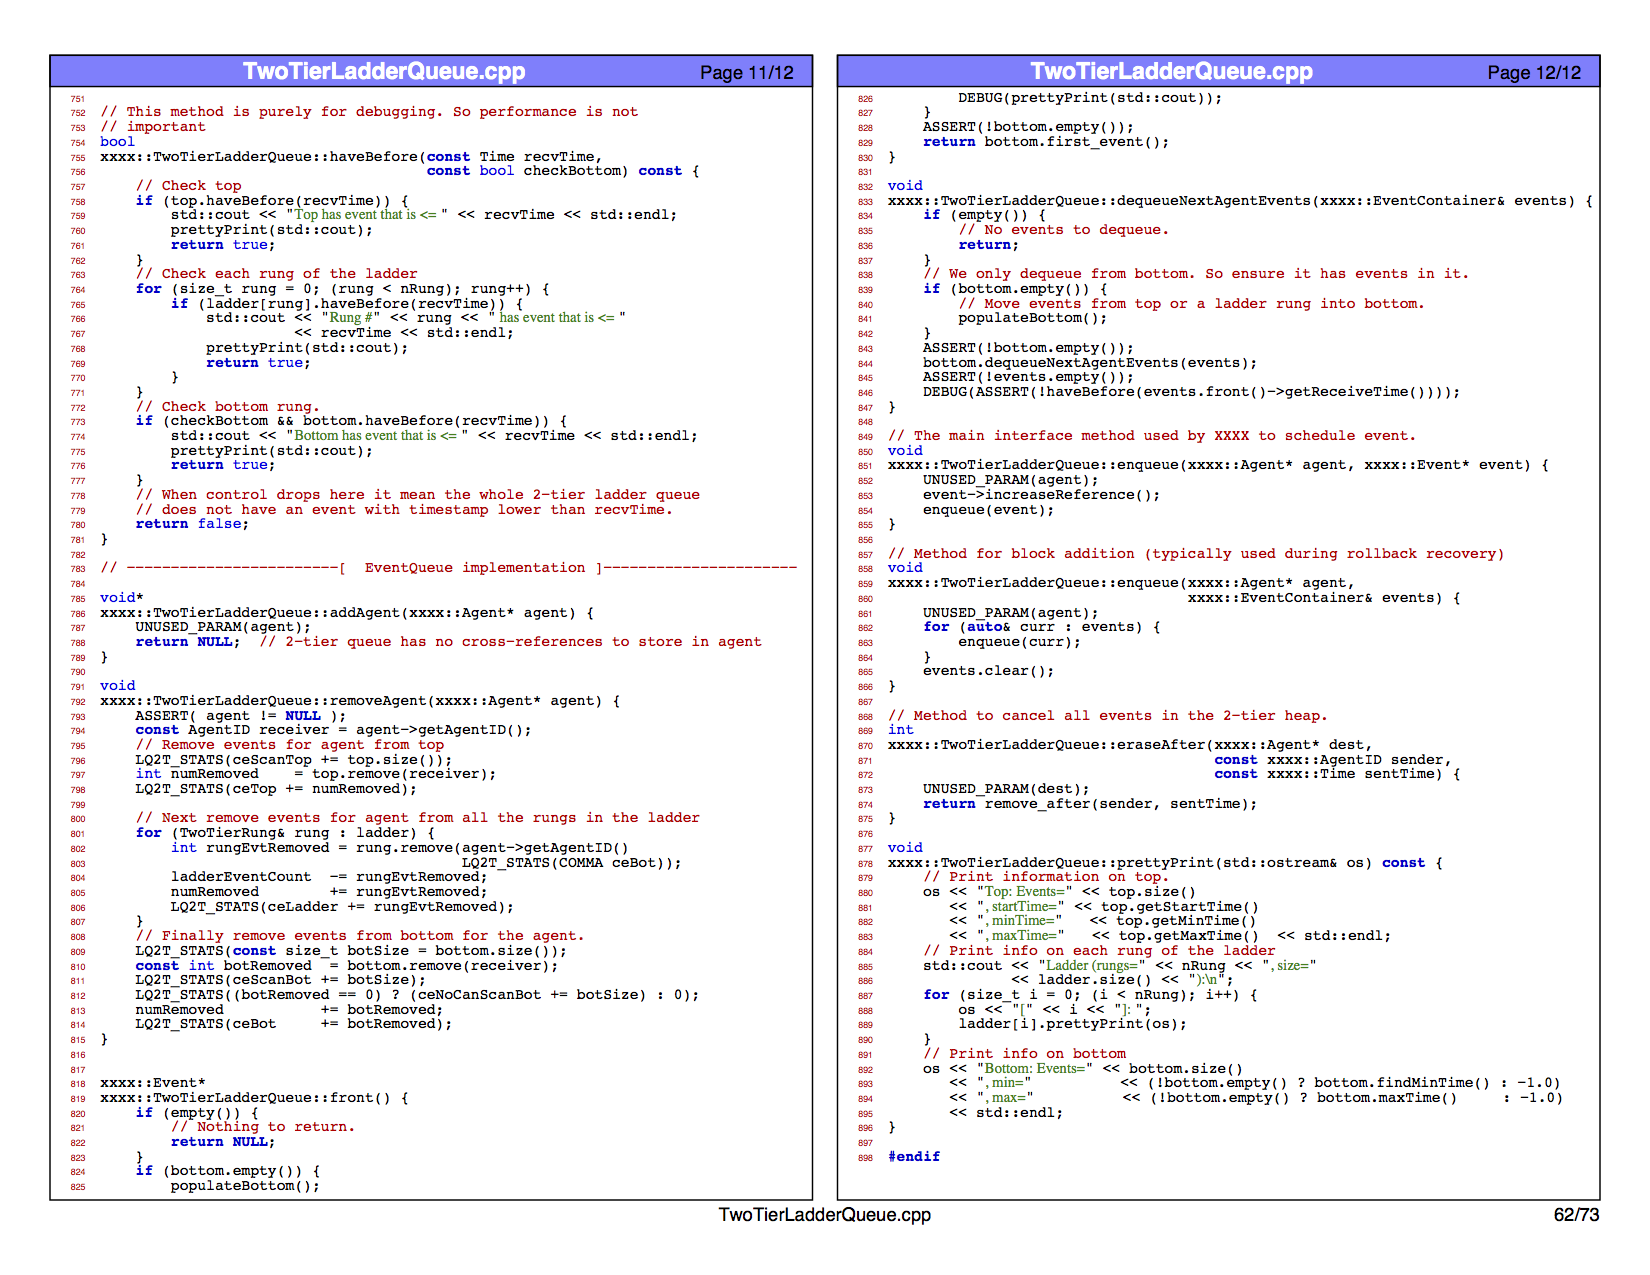 TwoTierLadderQueue.cpp Page 11/12
751
752 // This method is purely for debugging. So performance is not
753 // important
754 bool
755 xxxx::TwoTierLadderQueue::haveBefore(const Time recvTime,
756 const bool checkBottom) const {
757 // Check top
758 if (top.haveBefore(recvTime)) {
759 std::cout << "Top has event that is <= " << recvTime << std::endl;
760 prettyPrint(std::cout);
761 return true;
762 }
763 // Check each rung of the ladder
764 for (size_t rung = 0; (rung < nRung); rung++) {
765 if (ladder[rung].haveBefore(recvTime)) {
766 std::cout << "Rung #" << rung << " has event that is <= "
767 << recvTime << std::endl;
768 prettyPrint(std::cout);
769 return true;
770 }
771 }
772 // Check bottom rung.
773 if (checkBottom && bottom.haveBefore(recvTime)) {
774 std::cout << "Bottom has event that is <= " << recvTime << std::endl;
775 prettyPrint(std::cout);
776 return true;
777 }
778 // When control drops here it mean the whole 2-tier ladder queue
779 // does not have an event with timestamp lower than recvTime.
780 return false;
781 }
782
783 // ------------------------[ EventQueue implementation ]----------------------
784
785 void*
786 xxxx::TwoTierLadderQueue::addAgent(xxxx::Agent* agent) {
787 UNUSED_PARAM(agent);
788 return NULL; // 2-tier queue has no cross-references to store in agent
789 }
790
791 void
792 xxxx::TwoTierLadderQueue::removeAgent(xxxx::Agent* agent) {
793 ASSERT( agent != NULL );
794 const AgentID receiver = agent->getAgentID();
795 // Remove events for agent from top
796 LQ2T_STATS(ceScanTop += top.size());
797 int numRemoved = top.remove(receiver);
798 LQ2T_STATS(ceTop += numRemoved);
799
800 // Next remove events for agent from all the rungs in the ladder
801 for (TwoTierRung& rung : ladder) {
802 int rungEvtRemoved = rung.remove(agent->getAgentID()
803 LQ2T_STATS(COMMA ceBot));
804 ladderEventCount -= rungEvtRemoved;
805 numRemoved += rungEvtRemoved;
806 LQ2T_STATS(ceLadder += rungEvtRemoved);
807 }
808 // Finally remove events from bottom for the agent.
809 LQ2T_STATS(const size_t botSize = bottom.size());
810 const int botRemoved = bottom.remove(receiver);
811 LQ2T_STATS(ceScanBot += botSize);
812 LQ2T_STATS((botRemoved == 0) ? (ceNoCanScanBot += botSize) : 0);
813 numRemoved += botRemoved;
814 LQ2T_STATS(ceBot += botRemoved);
815 }
816
817
818 xxxx::Event*
819 xxxx::TwoTierLadderQueue::front() {
820 if (empty()) {
821 // Nothing to return.
822 return NULL;
823 }
824 if (bottom.empty()) {
825 populateBottom();
TwoTierLadderQueue.cpp Page 12/12
826 DEBUG(prettyPrint(std::cout));
827 }
828 ASSERT(!bottom.empty());
829 return bottom.first_event();
830 }
831
832 void
833 xxxx::TwoTierLadderQueue::dequeueNextAgentEvents(xxxx::EventContainer& events) {
834 if (empty()) {
835 // No events to dequeue.
836 return;
837 }
838 // We only dequeue from bottom. So ensure it has events in it.
839 if (bottom.empty()) {
840 // Move events from top or a ladder rung into bottom.
841 populateBottom();
842 }
843 ASSERT(!bottom.empty());
844 bottom.dequeueNextAgentEvents(events);
845 ASSERT(!events.empty());
846 DEBUG(ASSERT(!haveBefore(events.front()->getReceiveTime())));
847 }
848
849 // The main interface method used by XXXX to schedule event.
850 void
851 xxxx::TwoTierLadderQueue::enqueue(xxxx::Agent* agent, xxxx::Event* event) {
852 UNUSED_PARAM(agent);
853 event->increaseReference();
854 enqueue(event);
855 }
856
857 // Method for block addition (typically used during rollback recovery)
858 void
859 xxxx::TwoTierLadderQueue::enqueue(xxxx::Agent* agent,
860 xxxx::EventContainer& events) {
861 UNUSED_PARAM(agent);
862 for (auto& curr : events) {
863 enqueue(curr);
864 }
865 events.clear();
866 }
867
868 // Method to cancel all events in the 2-tier heap.
869 int
870 xxxx::TwoTierLadderQueue::eraseAfter(xxxx::Agent* dest,
871 const xxxx::AgentID sender,
872 const xxxx::Time sentTime) {
873 UNUSED_PARAM(dest);
874 return remove_after(sender, sentTime);
875 }
876
877 void
878 xxxx::TwoTierLadderQueue::prettyPrint(std::ostream& os) const {
879 // Print information on top.
880 os << "Top: Events=" << top.size()
881 << ", startTime=" << top.getStartTime()
882 << ", minTime=" << top.getMinTime()
883 << ", maxTime=" << top.getMaxTime() << std::endl;
884 // Print info on each rung of the ladder
885 std::cout << "Ladder (rungs=" << nRung << ", size="
886 << ladder.size() << "):\n";
887 for (size_t i = 0; (i < nRung); i++) {
888 os << "[" << i << "]: ";
889 ladder[i].prettyPrint(os);
890 }
891 // Print info on bottom
892 os << "Bottom: Events=" << bottom.size()
893 << ", min=" << (!bottom.empty() ? bottom.findMinTime() : -1.0)
894 << ", max=" << (!bottom.empty() ? bottom.maxTime() : -1.0)
895 << std::endl;
896 }
897
898 #endif
TwoTierLadderQueue.cpp 62/73